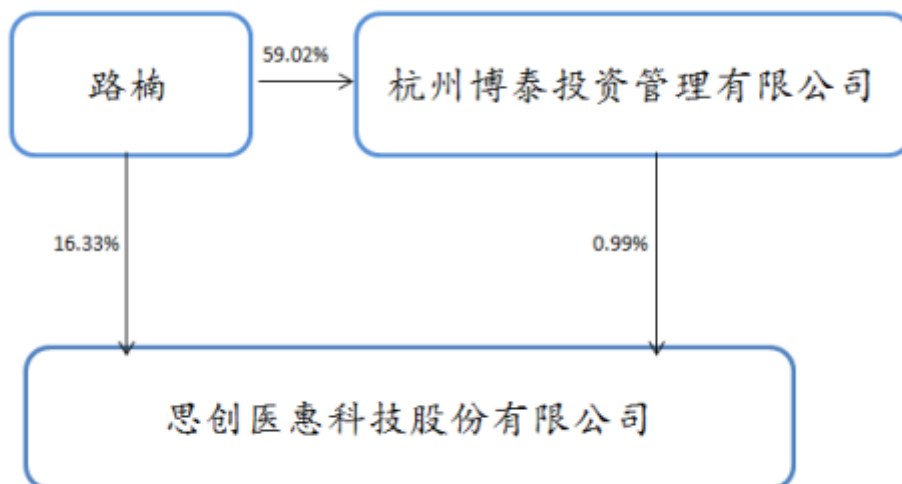 59.02%
路楠
杭州博泰投资管理有限公司
16.33%
0.99%
思创医惠科技股份有限公司